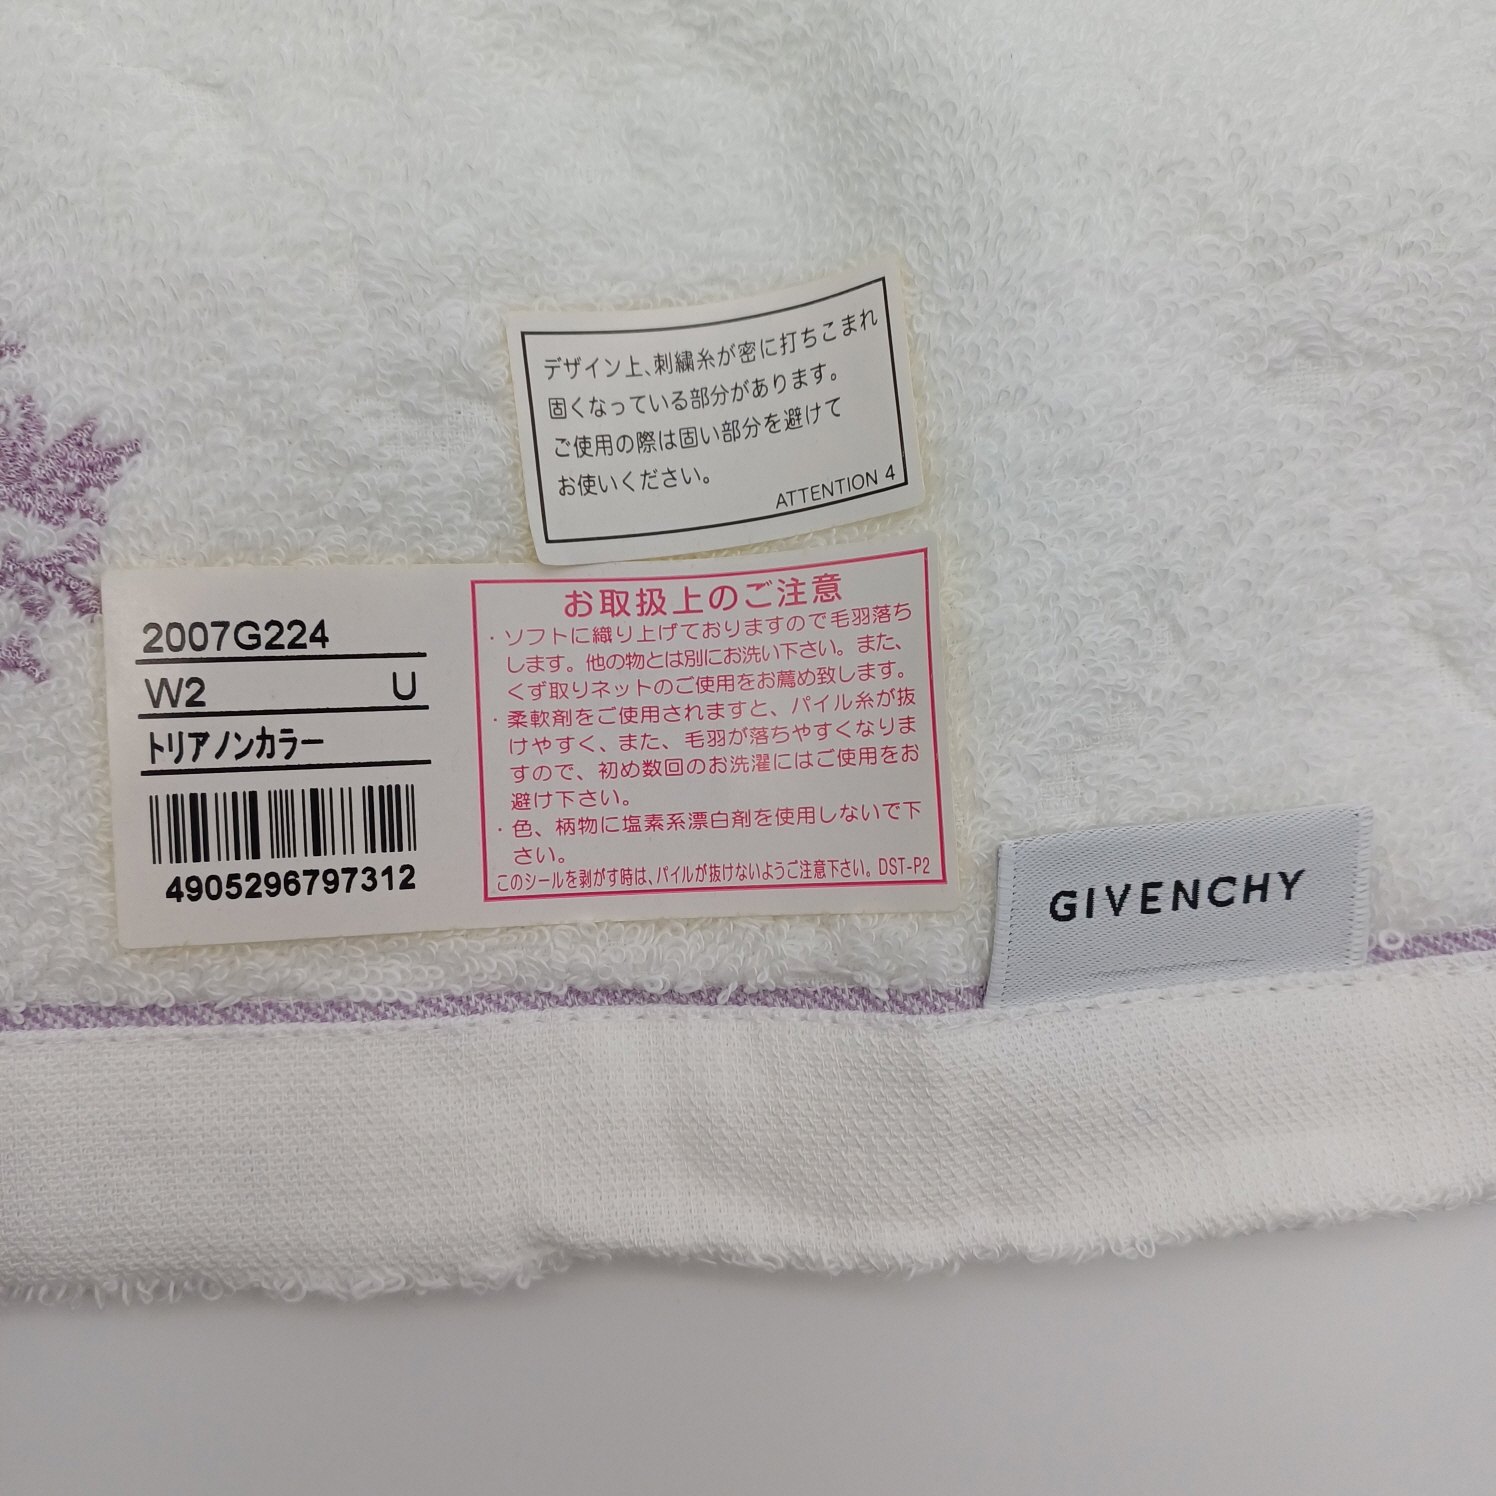 デザイン上、刺繍糸が密に打ちこまれ
固くなっている部分があります。
ご使用の際は固い部分を避けて
お使いください。
ATTENTION 4
2007G224
W2 U
トリアノンカラー
4905296797312
お取扱上のご注意
・ソフトに織り上げておりますので毛羽落ち
します。他の物とは別にお洗い下さい。また、
くず取りネットのご使用をお薦め致します。
・柔軟剤をご使用されますと、パイル糸が抜
けやすく、また、毛羽が落ちやすくなりま
すので、初め数回のお洗濯にはご使用をお
避け下さい。
・色、柄物に塩素系漂白剤を使用しないで下
さい。
このシールを剥がす時は、パイルが抜けないようご注意下さい。DST-P2
GIVENCHY